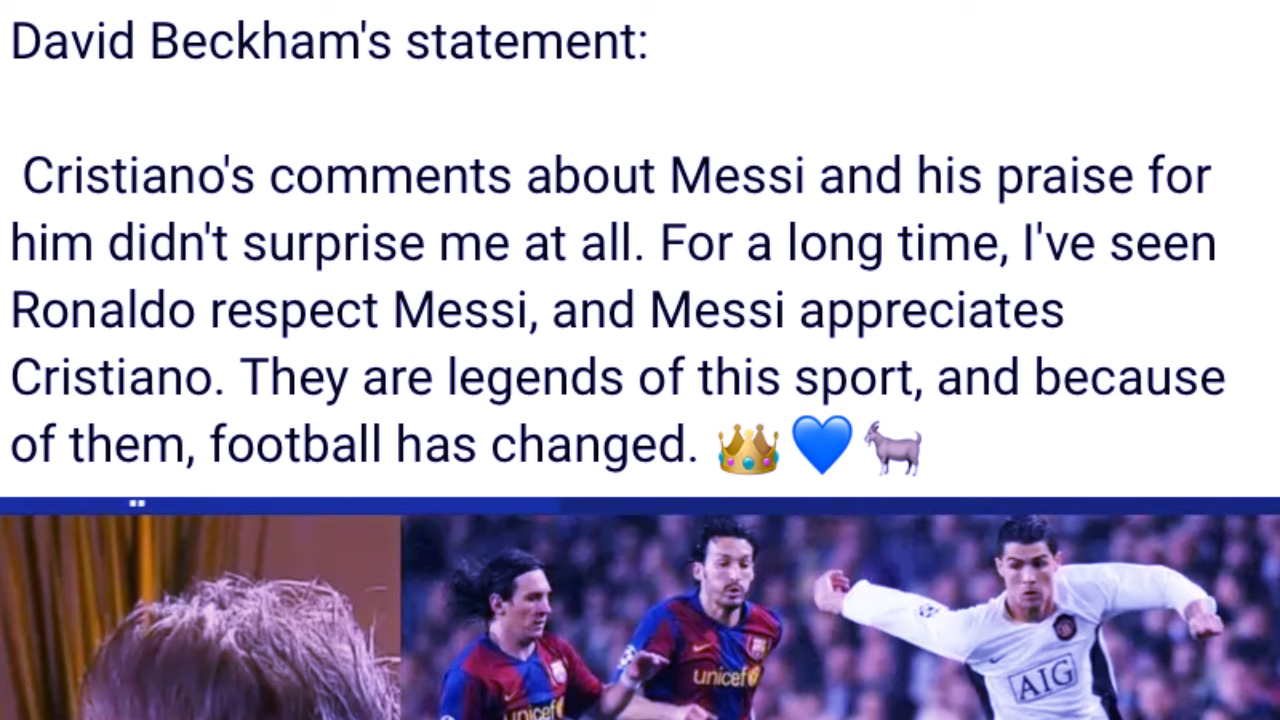 David Beckham's statement:
Cristiano's comments about Messi and his praise for
him didn't surprise me at all. For a long time, I've seen
Ronaldo respect Messi, and Messi appreciates
Cristiano. They are legends of this sport, and because
of them, football has changed. 👑💙🐐
unicef
unicef
AIG